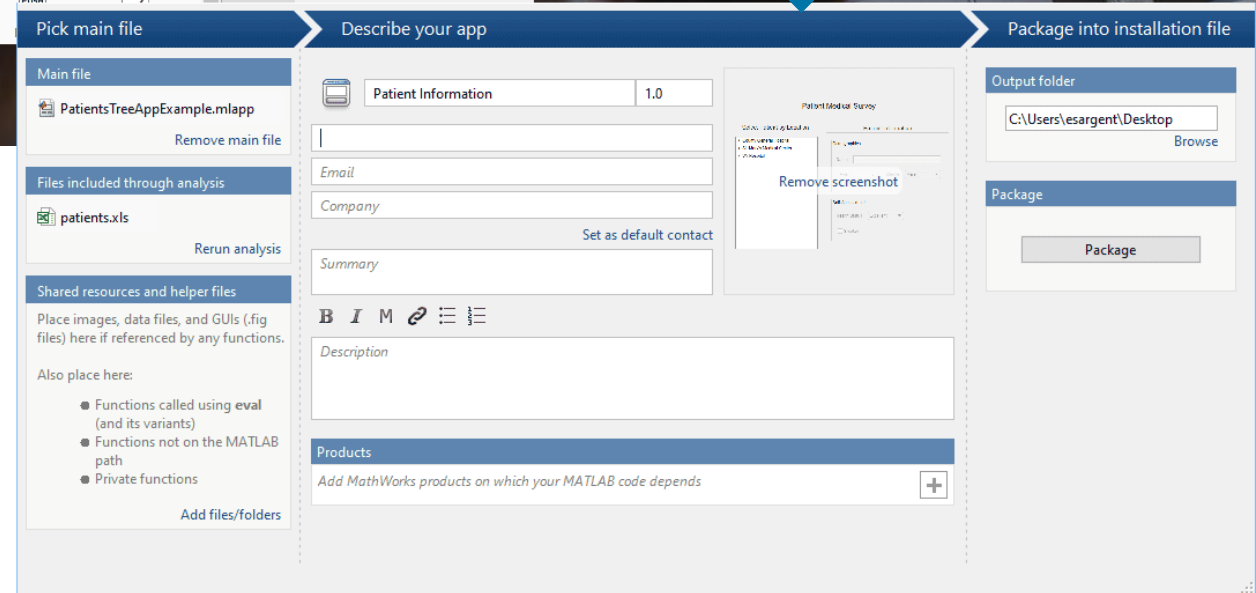 Pick main file
Describe your app
Package into installation file
Main file
PatientsTreeAppExample.mlapp
Remove main file
Files included through analysis
patients.xls
Rerun analysis
Shared resources and helper files
Place images, data files, and GUIs (.fig
files) here if referenced by any functions.
Also place here:
Functions called using eval
(and its variants)
Functions not on the MATLAB
path
Private functions
Add files/folders
Patient Information
1.0
Email
Company
Set as default contact
Summary
B I M
Description
Products
Add MathWorks products on which your MATLAB code depends
Patient Medical Survey
Remove screenshot
Output folder
C:\Users\esargent\Desktop
Browse
Package
Package